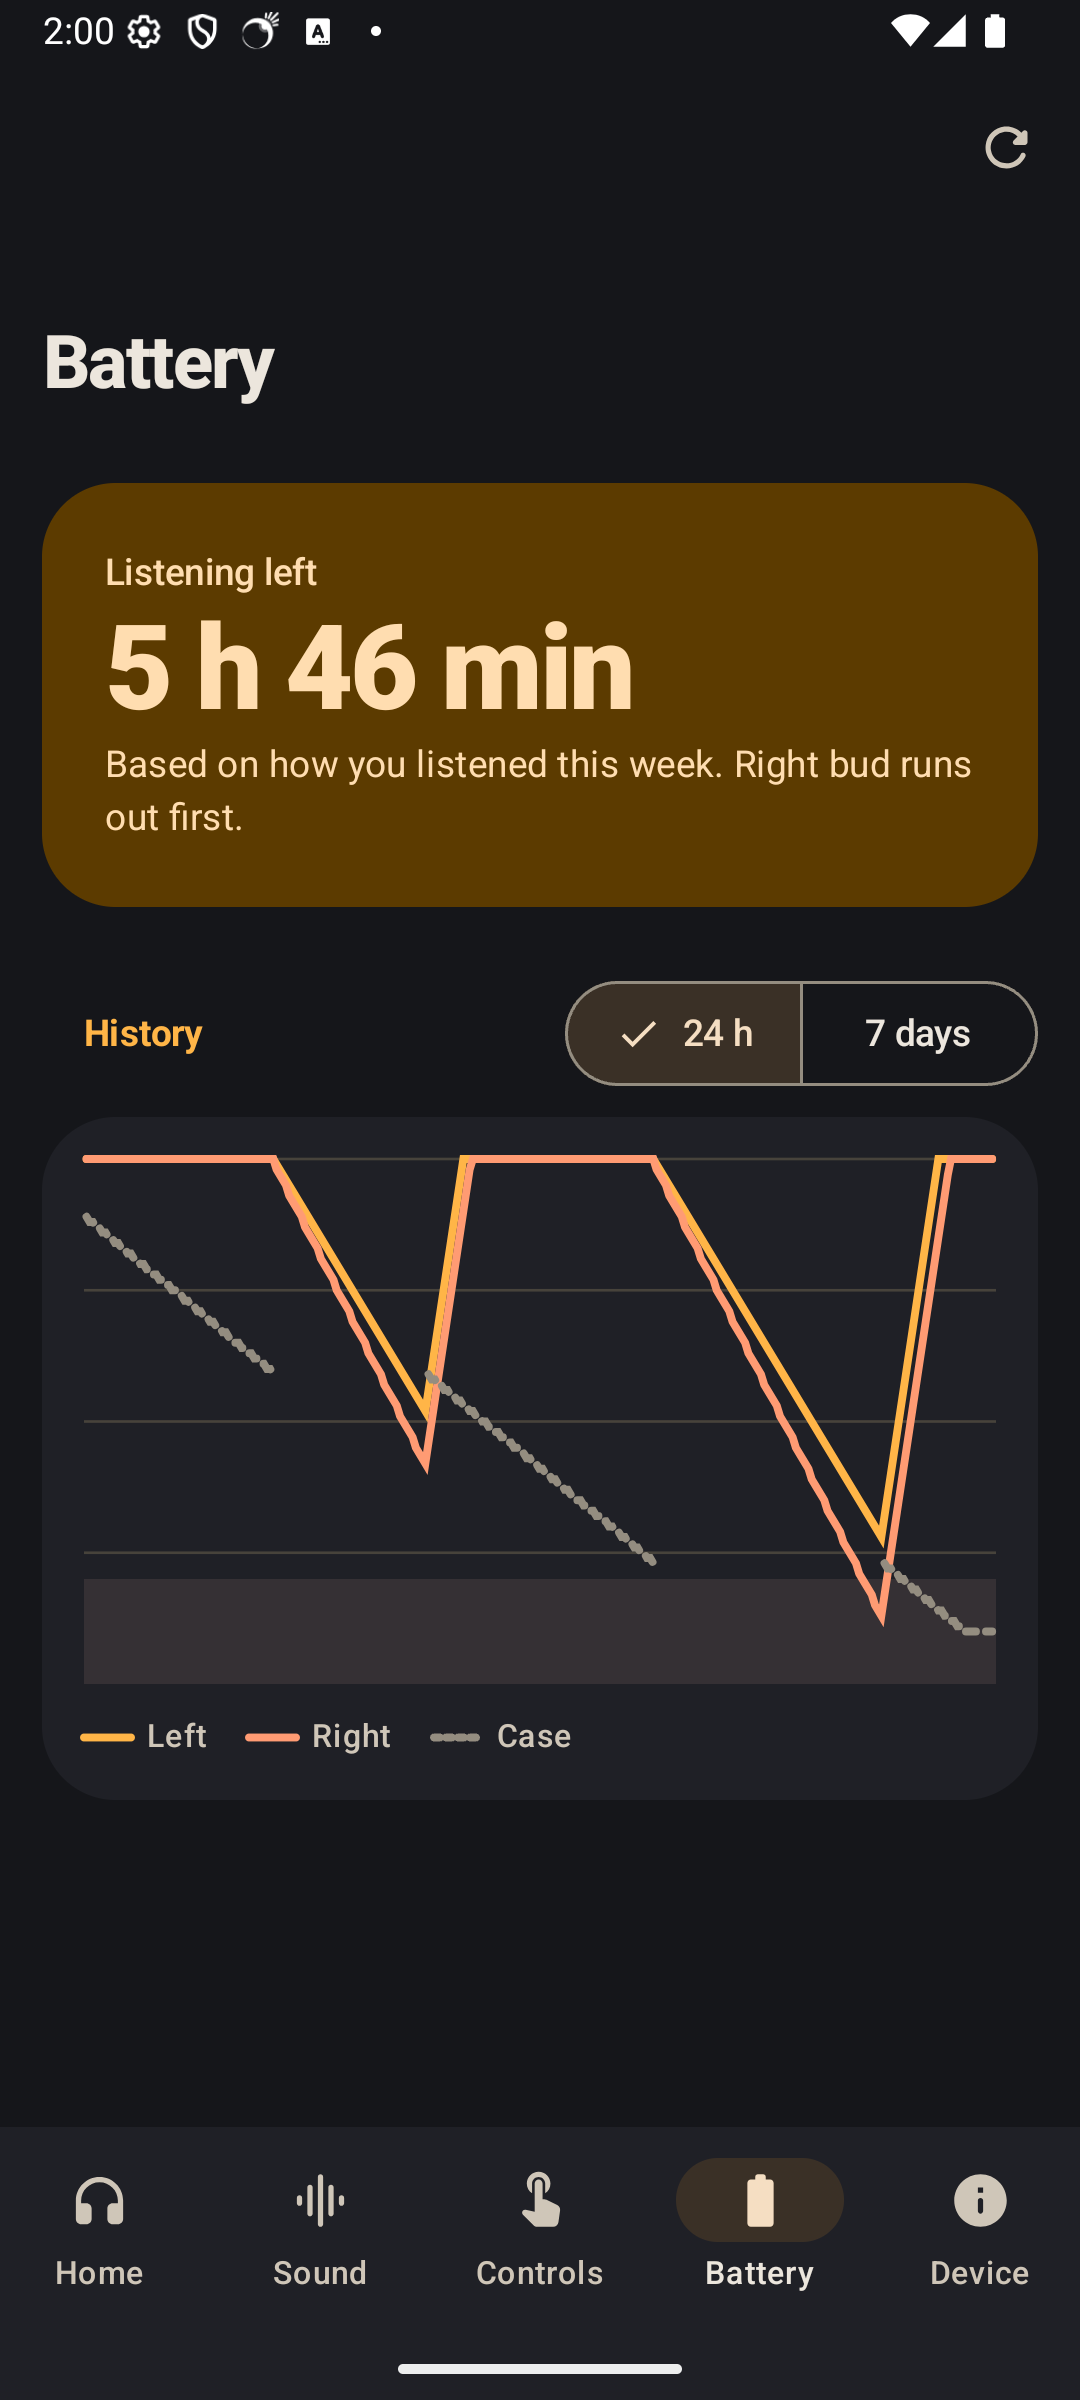 2:00
Battery
Listening left
5 h 46 min
Based on how you listened this week. Right bud runs
out first.
History
24 h
7 days
Left
Right
Case
Home
Sound
Controls
Battery
Device